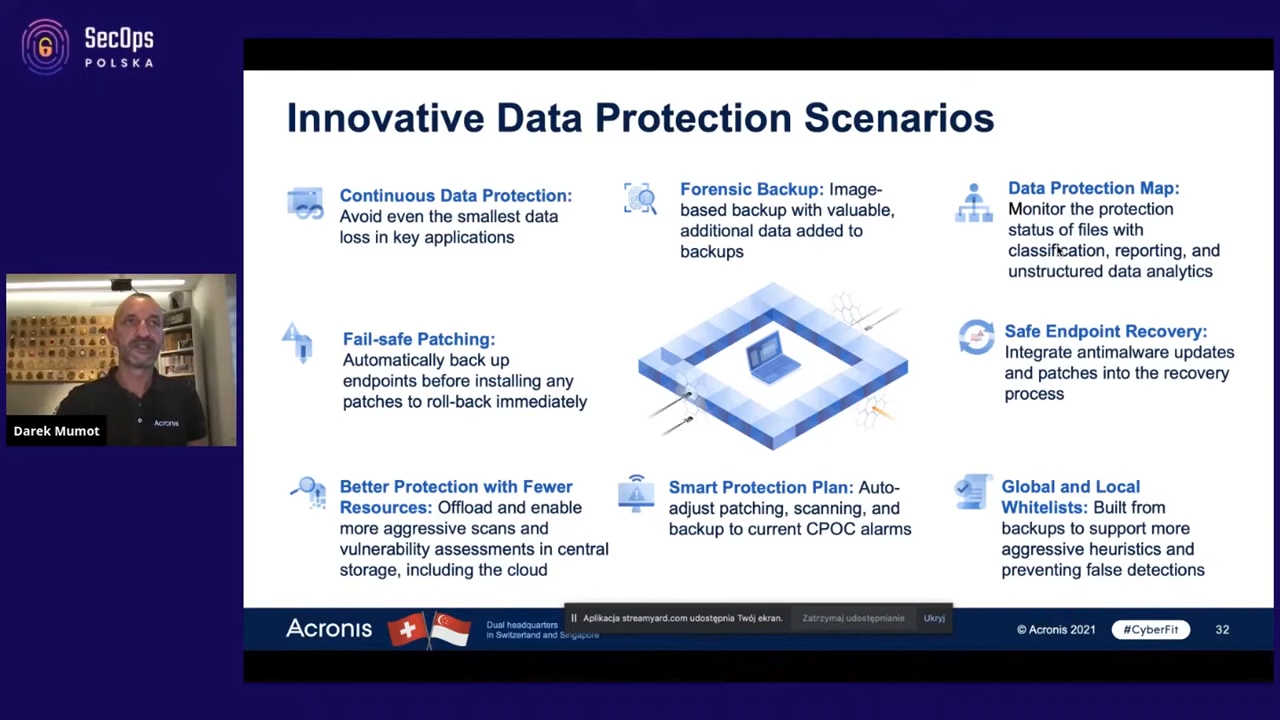 SecOps
POLSKA
Innovative Data Protection Scenarios
Continuous Data Protection:
Avoid even the smallest data
loss in key applications
Forensic Backup: Image-
based backup with valuable,
additional data added to
backups
Data Protection Map:
Monitor the protection
status of files with
classification, reporting, and
unstructured data analytics
Fail-safe Patching:
Automatically back up
endpoints before installing any
patches to roll-back immediately
Safe Endpoint Recovery:
Integrate antimalware updates
and patches into the recovery
process
Darek Mumot
Acronis
Better Protection with Fewer
Resources: Offload and enable
more aggressive scans and
vulnerability assessments in central
storage, including the cloud
Smart Protection Plan: Auto-
adjust patching, scanning, and
backup to current CPOC alarms
Global and Local
Whitelists: Built from
backups to support more
aggressive heuristics and
preventing false detections
Acronis
Dual headquarters
in Switzerland and Singapore
Aplikacja streamyard.com udostępnia Twój ekran.
Zatrzymaj udostępnianie
Ukryj
© Acronis 2021
#CyberFit
32